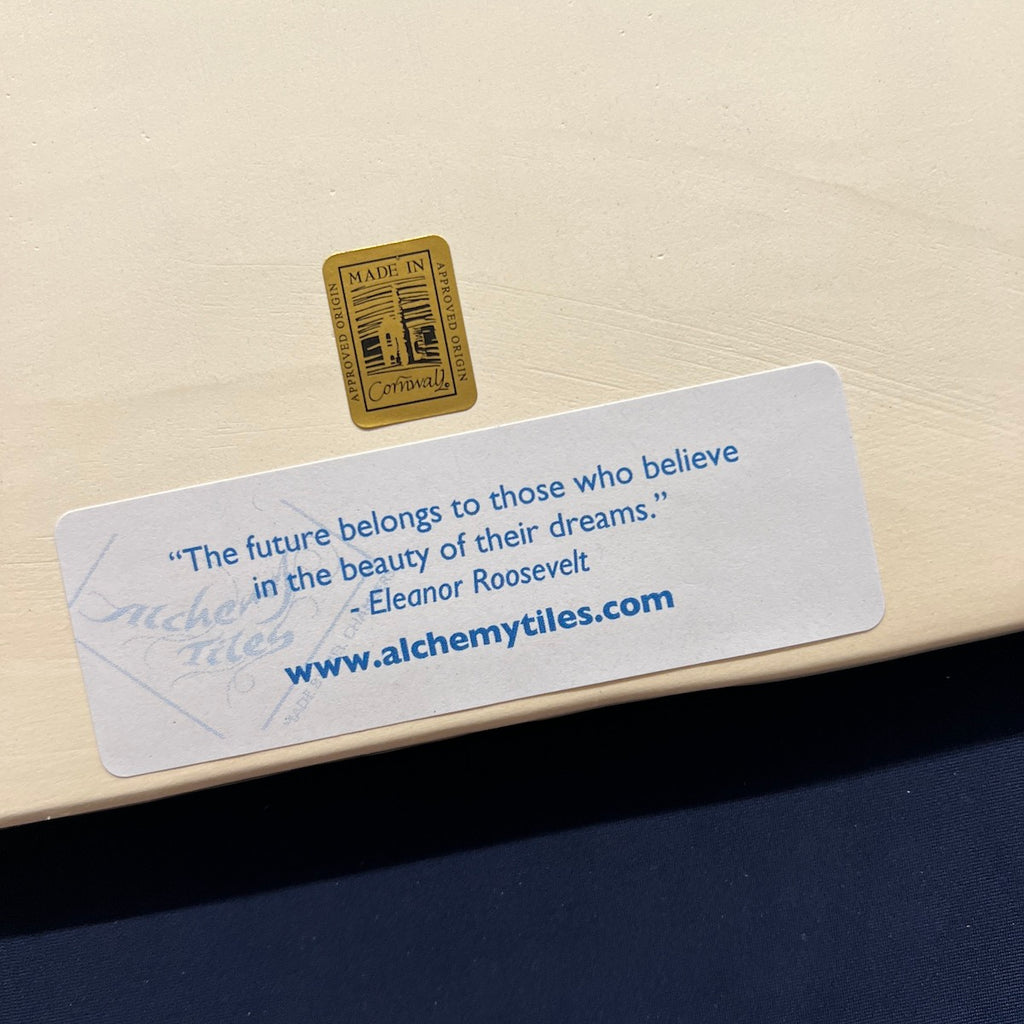 MADE IN
APPROVED ORIGIN
APPROVED ORIGIN
Cornwall
“The future belongs to those who believe
in the beauty of their dreams.”
- Eleanor Roosevelt
www.alchemytiles.com
Alchemy
Tiles